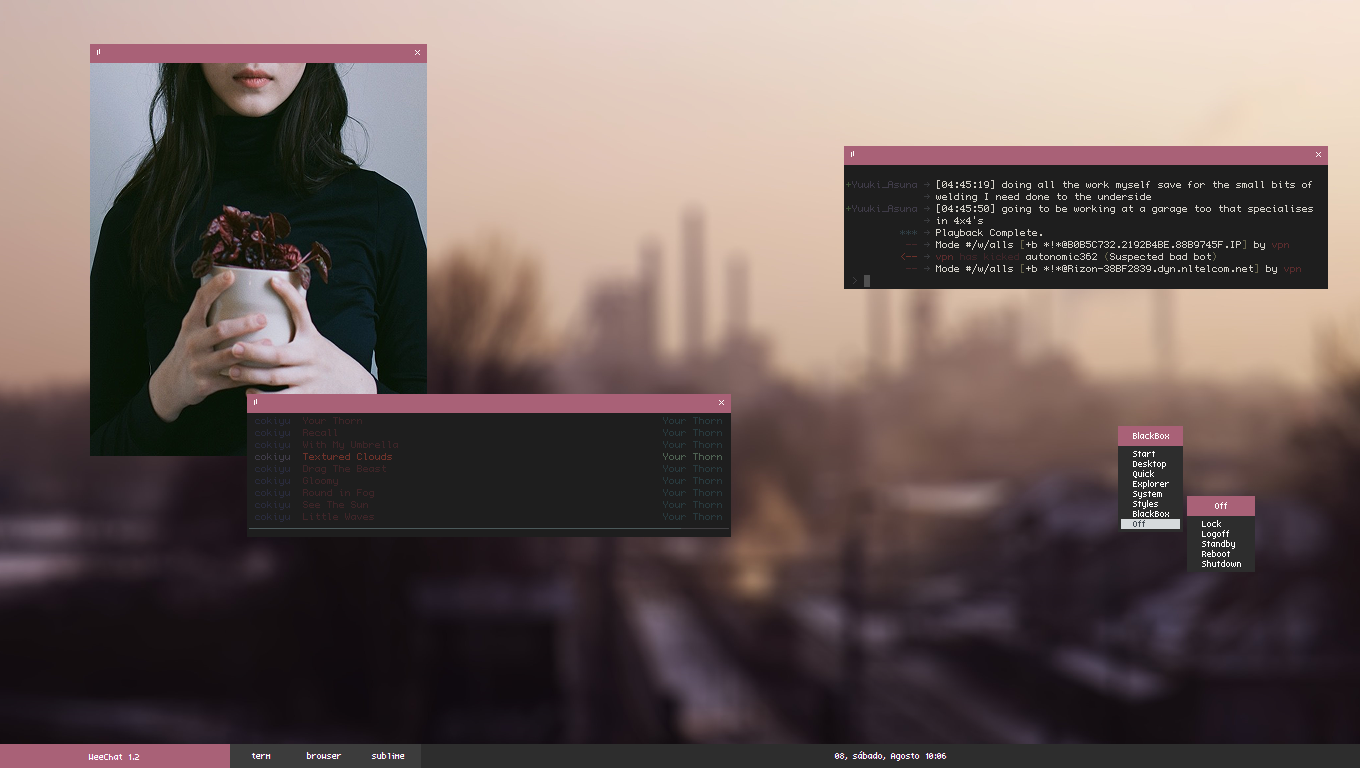 +Yuuki_Asuna → [04:45:19] doing all the work myself save for the small bits of
→ welding I need done to the underside
+Yuuki_Asuna → [04:45:50] going to be working at a garage too that specialises
→ in 4x4's
*** → Playback Complete.
-- → Mode #/w/alls [+b *!*@B0B5C732.2192B4BE.88B9745F.IP] by vpn
<-- → vpn has kicked autonomic362 (Suspected bad bot)
-- → Mode #/w/alls [+b *!*@Rizon-38BF2839.dyn.nltelcom.net] by vpn
>
cokiyu Your Thorn Your Thorn
cokiyu Recall Your Thorn
cokiyu With My Umbrella Your Thorn
cokiyu Textured Clouds Your Thorn
cokiyu Drag The Beast Your Thorn
cokiyu Gloomy Your Thorn
cokiyu Round in Fog Your Thorn
cokiyu See The Sun Your Thorn
cokiyu Little Waves Your Thorn
BlackBox
Start
Desktop
Quick
Explorer
System
Styles
BlackBox
Off
Off
Lock
Logoff
Standby
Reboot
Shutdown
WeeChat 1.2 term browser sublime 08, sábado, Agosto 10:06